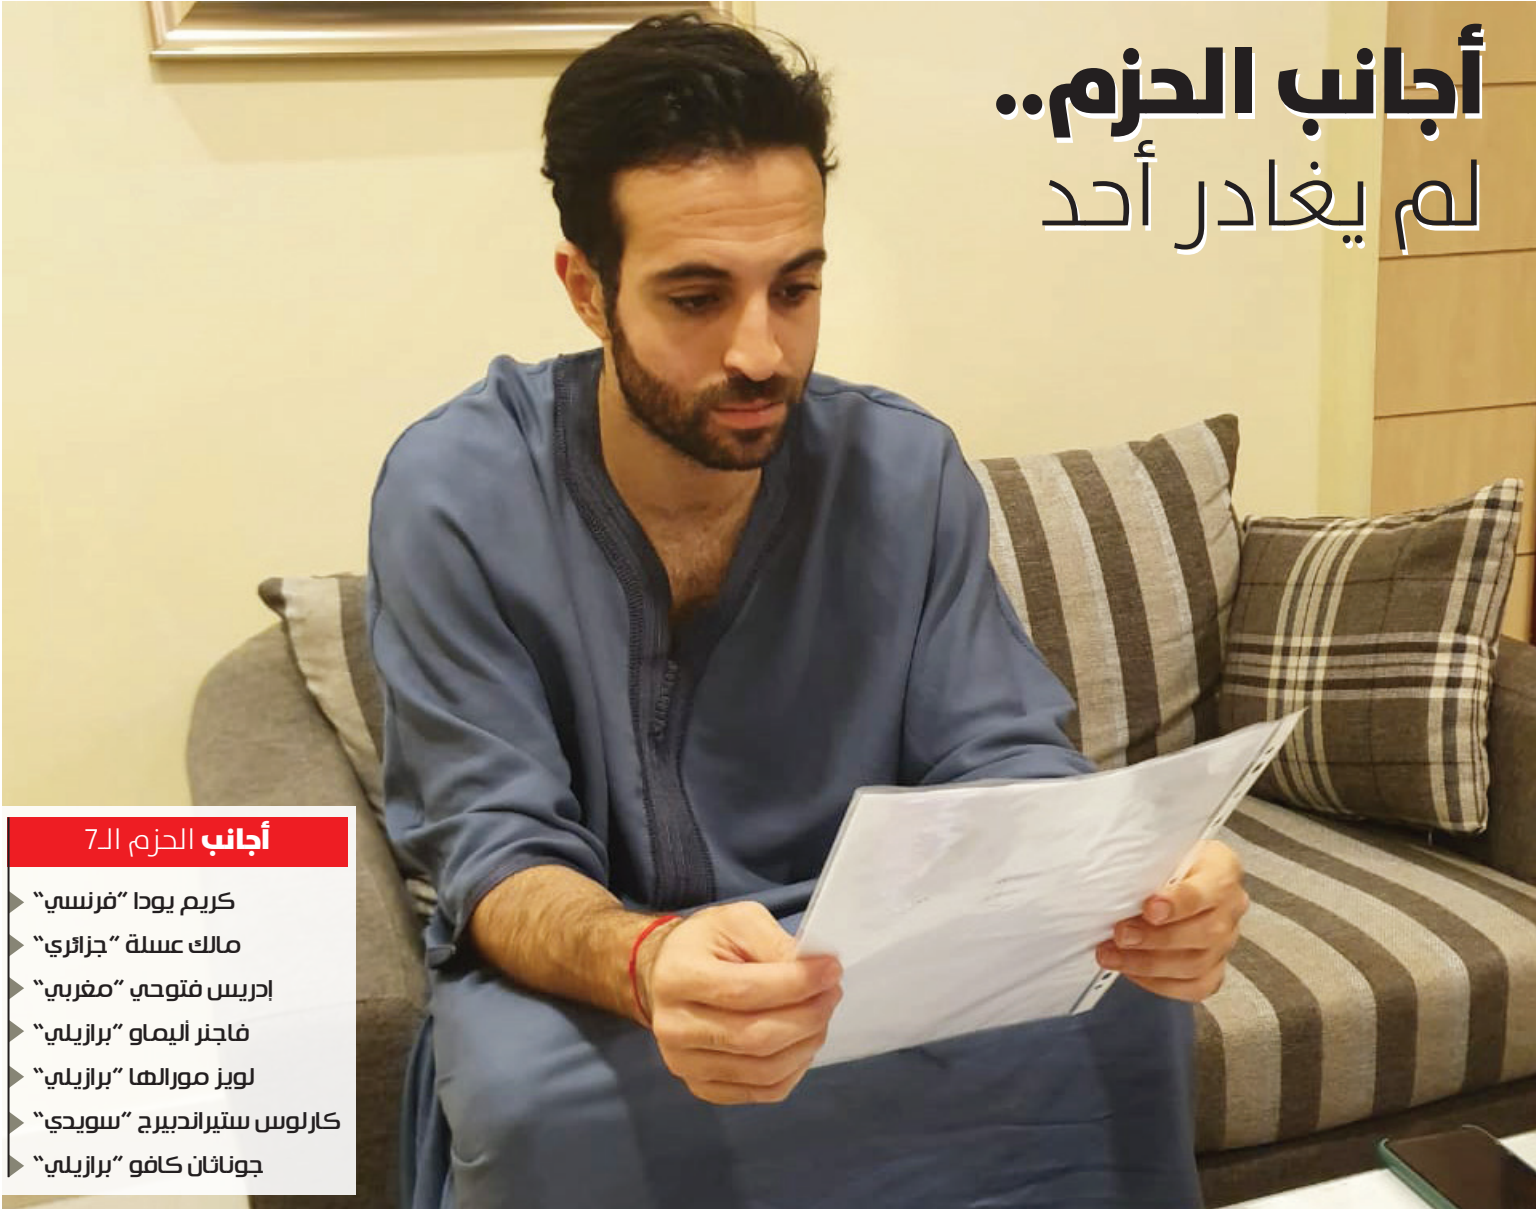 أجانب الحزم..
لم يغادر أحد
أجانب الحزم الـ7
كريم يودا “فرنسي”
مالك عسلة “جزائري”
إدريس فتوحي “مغربي”
فاجنر أليماو “برازيلي”
لويز مورالها “برازيلي”
كارلوس ستيراندبيرج “سويدي”
جوناثان كافو “برازيلي”